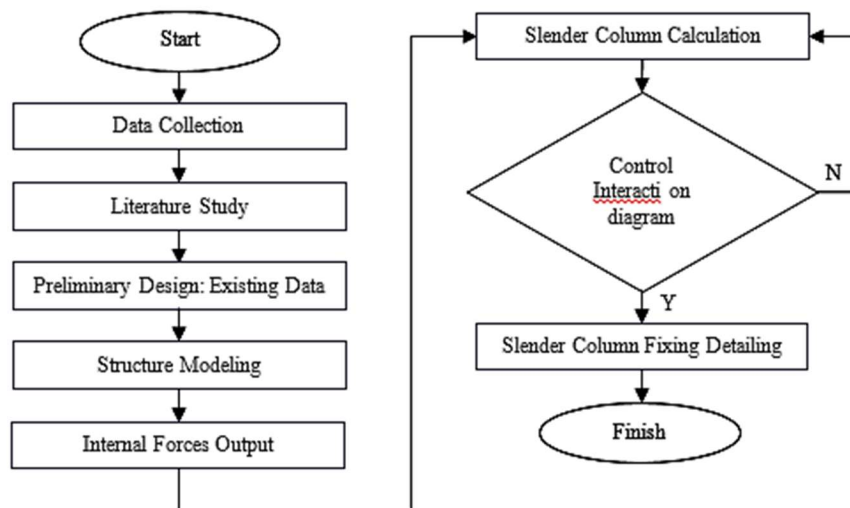 Start
Data Collection
Literature Study
Preliminary Design: Existing Data
Structure Modeling
Internal Forces Output
Slender Column Calculation
Control
Interacti on
diagram
N
Y
Slender Column Fixing Detailing
Finish